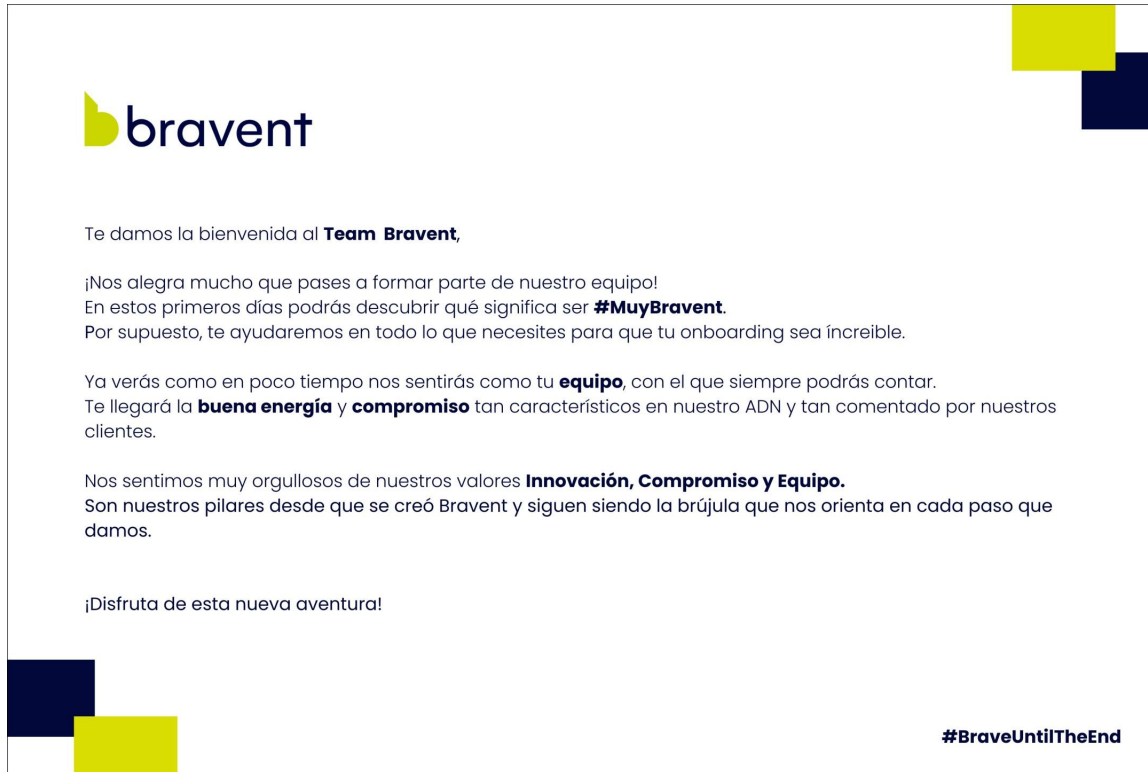 bravent
Te damos la bienvenida al Team Bravent,
¡Nos alegra mucho que pases a formar parte de nuestro equipo!
En estos primeros días podrás descubrir qué significa ser #MuyBravent.
Por supuesto, te ayudaremos en todo lo que necesites para que tu onboarding sea íncreible.
Ya verás como en poco tiempo nos sentirás como tu equipo, con el que siempre podrás contar.
Te llegará la buena energía y compromiso tan característicos en nuestro ADN y tan comentado por nuestros
clientes.
Nos sentimos muy orgullosos de nuestros valores Innovación, Compromiso y Equipo.
Son nuestros pilares desde que se creó Bravent y siguen siendo la brújula que nos orienta en cada paso que
damos.
¡Disfruta de esta nueva aventura!
#BraveUntilTheEnd